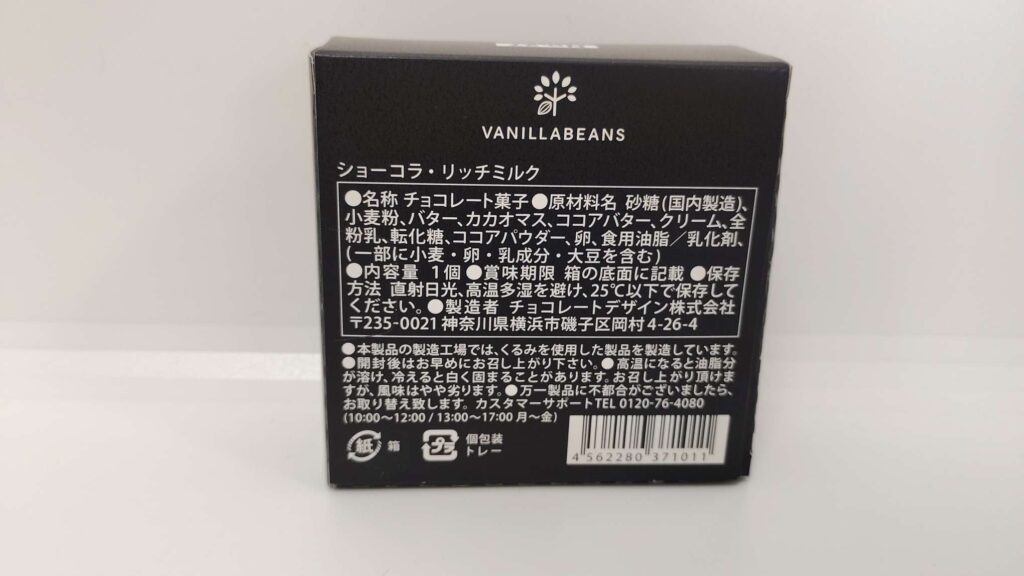 VANILLABEANS
ショーコラ・リッチミルク
●名称 チョコレート菓子●原材料名 砂糖(国内製造)、
小麦粉、バター、カカオマス、ココアバター、クリーム、全
粉乳、転化糖、ココアパウダー、卵、食用油脂／乳化剤、
(一部に小麦・卵・乳成分・大豆を含む)
●内容量 1個 ●賞味期限 箱の底面に記載 ●保存
方法 直射日光、高温多湿を避け、25℃以下で保存して
ください。●製造者 チョコレートデザイン株式会社
〒235-0021 神奈川県横浜市磯子区岡村4-26-4
●本製品の製造工場では、くるみを使用した製品を製造しています。
●開封後はお早めにお召し上がり下さい。●高温になると油脂分
が溶け、冷えると白く固まることがあります。お召し上がり頂けま
すが、風味はやや劣ります。●万一製品に不都合がございましたら、
お取り替え致します。カスタマーサポートTEL 0120-76-4080
(10:00～12:00 / 13:00～17:00 月～金)
紙 箱
プラ 個包装
トレー
4 562280 371011